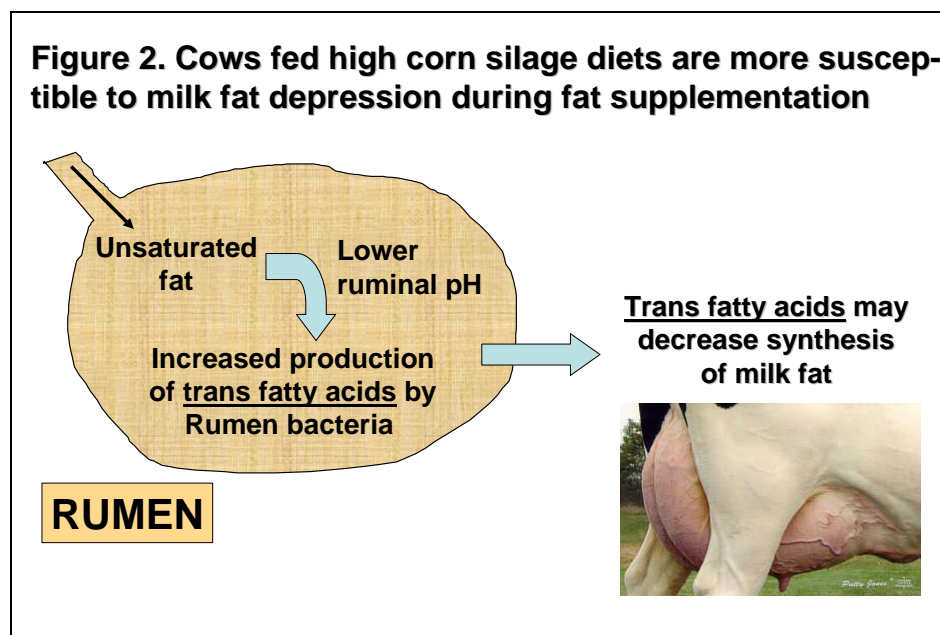 Figure 2. Cows fed high corn silage diets are more suscep-
tible to milk fat depression during fat supplementation
Unsaturated
fat
Lower
ruminal pH
Increased production
of trans fatty acids by
Rumen bacteria
Trans fatty acids may
decrease synthesis
of milk fat
RUMEN
Patty Jones